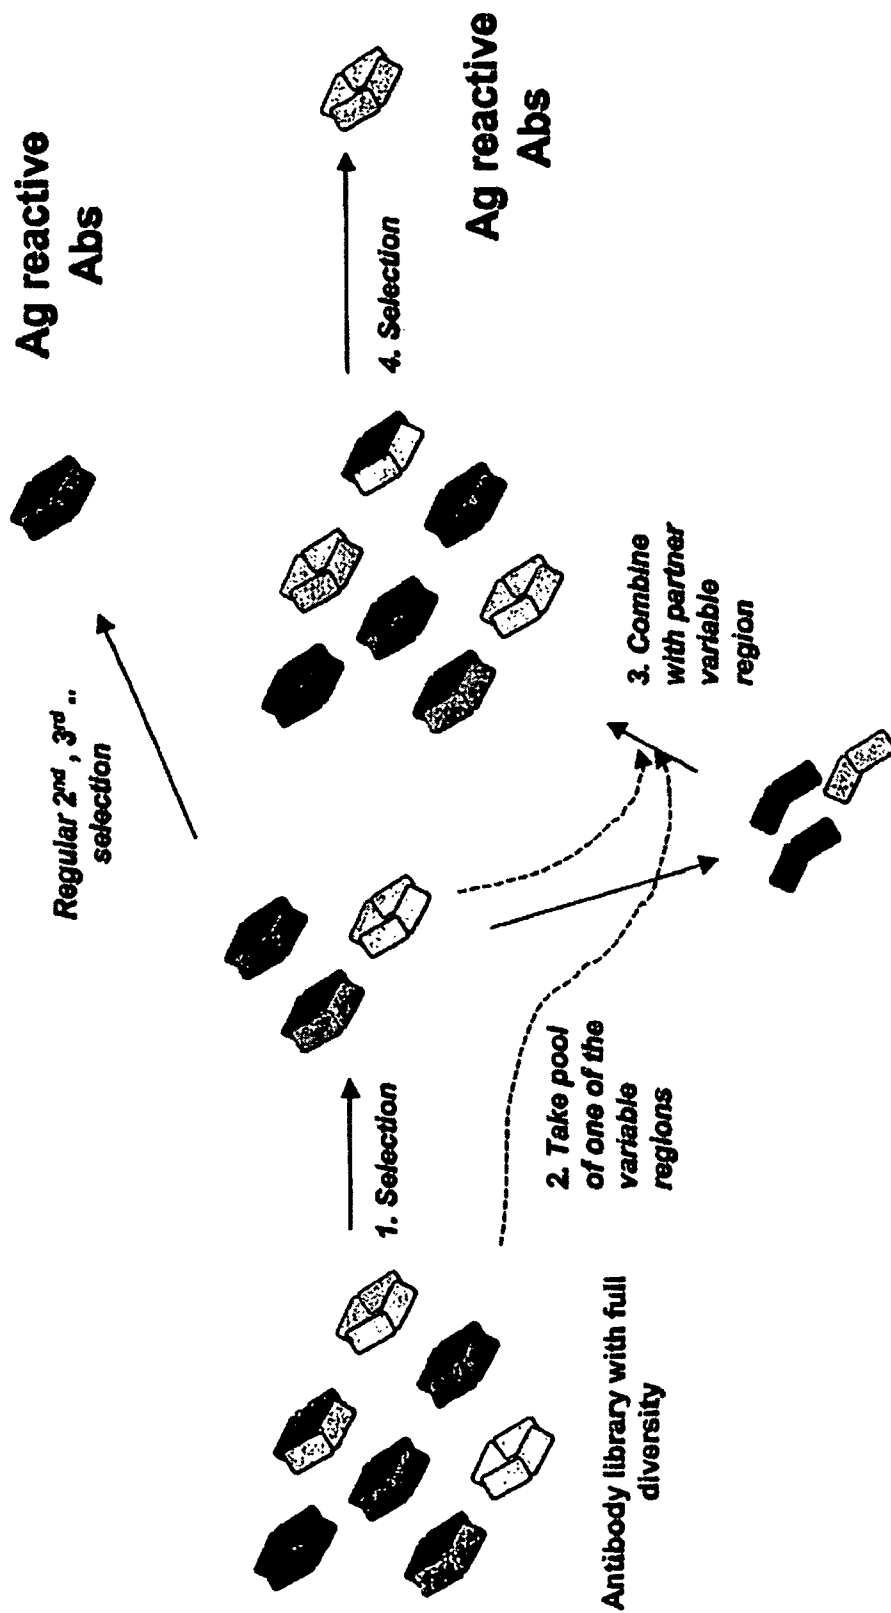 Antibody library with full
diversity
1. Selection
2. Take pool
of one of the
variable
regions
Regular 2nd, 3rd ..
selection
3. Combine
with partner
variable
region
4. Selection
Ag reactive
Abs
Ag reactive
Abs